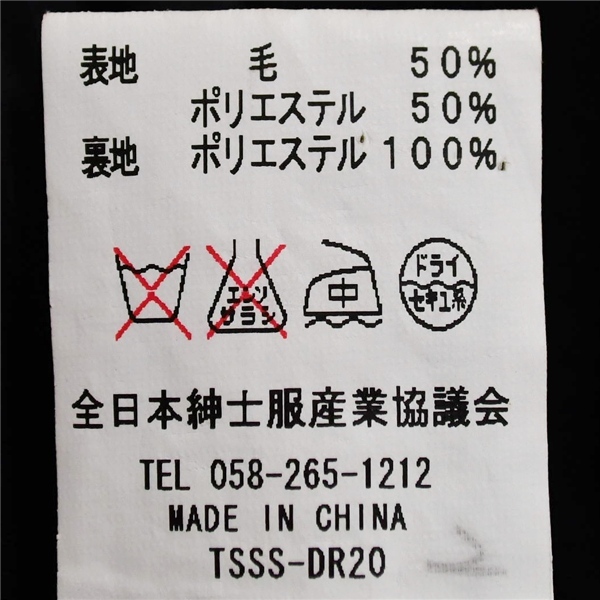 表地 毛 50%
ポリエステル 50%
裏地 ポリエステル 100%
エンソ サラシ 中 ドライ セキユ系
全日本紳士服産業協議会
TEL 058-265-1212
MADE IN CHINA
TSSS-DR20